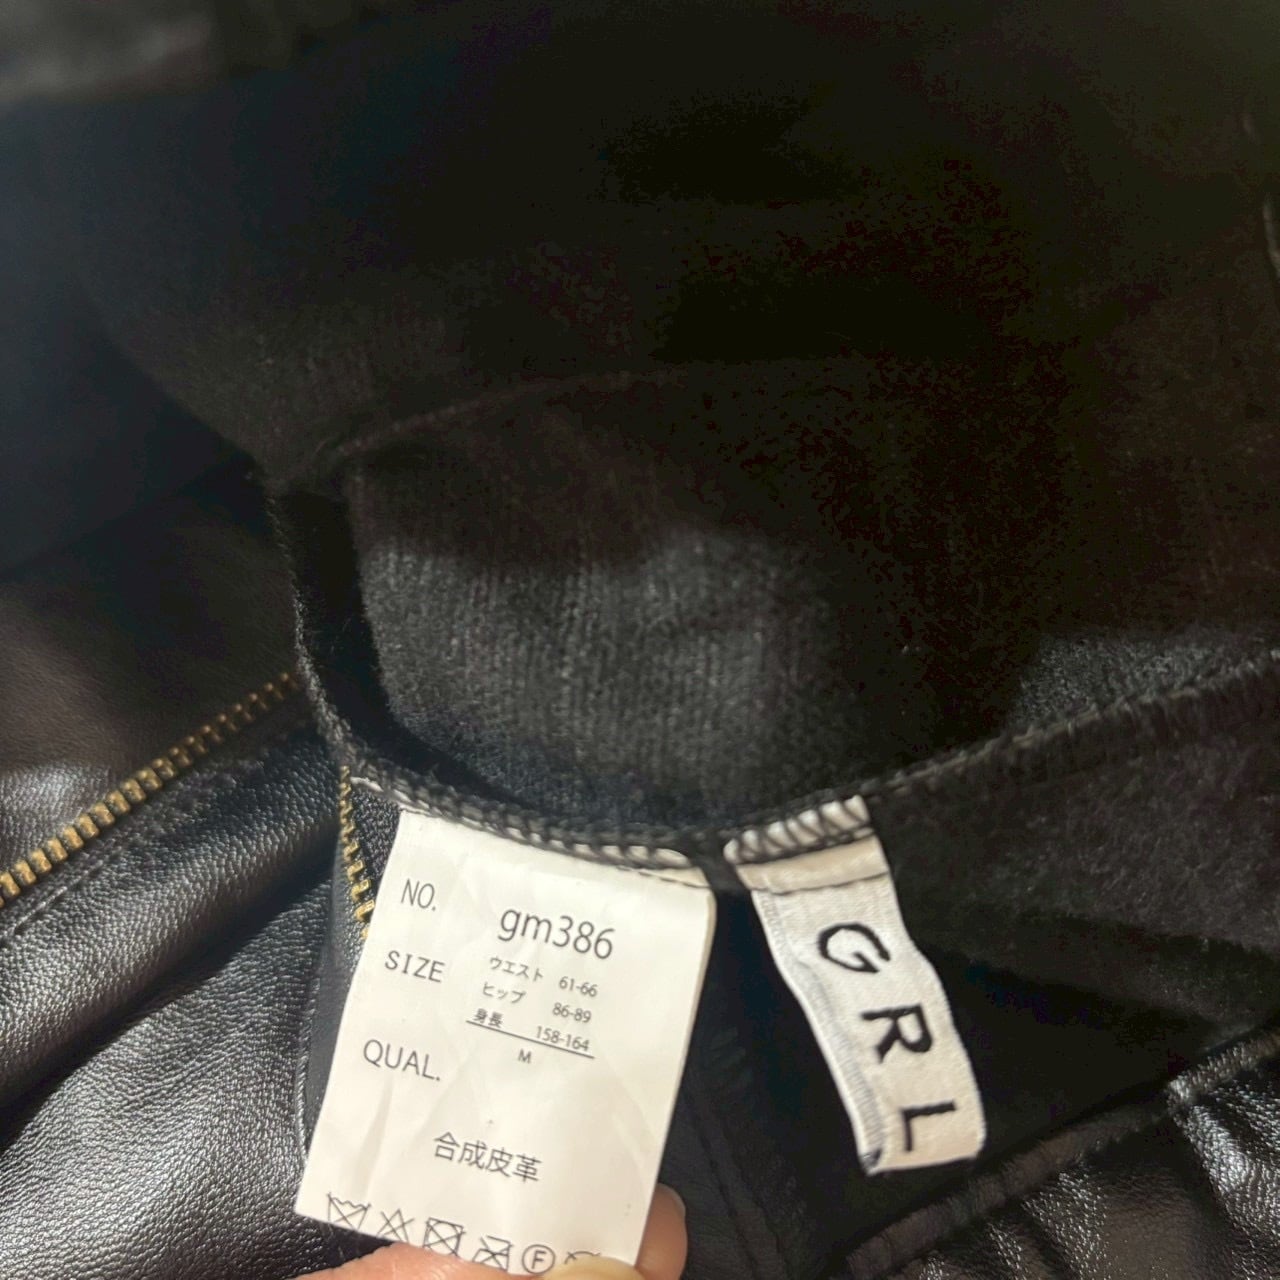 NO. gm386
SIZE ウエスト 61-66
ヒップ 86-89
身長 158-164
M
QUAL.
合成皮革
F
GRL